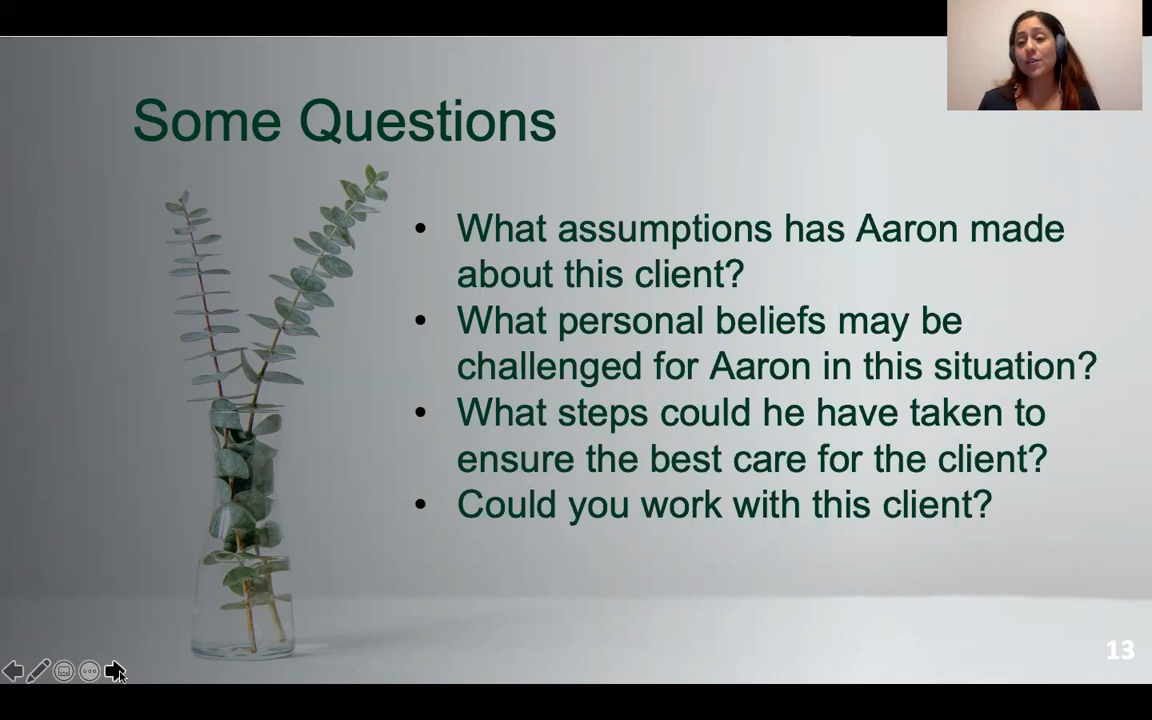 Some Questions
• What assumptions has Aaron made
about this client?
• What personal beliefs may be
challenged for Aaron in this situation?
• What steps could he have taken to
ensure the best care for the client?
• Could you work with this client?
13